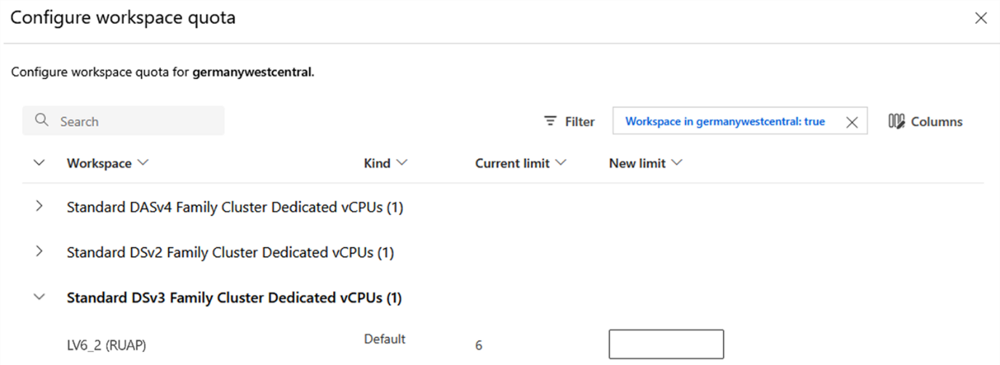 Configure workspace quota
Configure workspace quota for germanywestcentral.
Search
Filter
Workspace in germanywestcentral: true
Columns
Workspace Kind Current limit New limit
Standard DASv4 Family Cluster Dedicated vCPUs (1)
Standard DSv2 Family Cluster Dedicated vCPUs (1)
Standard DSv3 Family Cluster Dedicated vCPUs (1)
LV6_2 (RUAP) Default 6